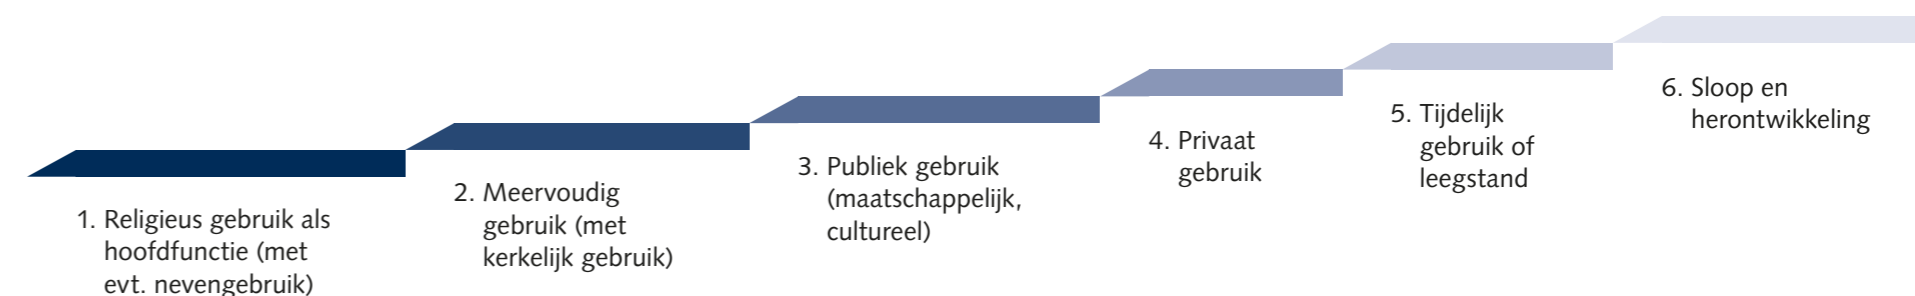 1. Religieus gebruik als
hoofdfunctie (met
evt. nevengebruik)
2. Meervoudig
gebruik (met
kerkelijk gebruik)
3. Publiek gebruik
(maatschappelijk,
cultureel)
4. Privaat
gebruik
5. Tijdelijk
gebruik of
leegstand
6. Sloop en
herontwikkeling